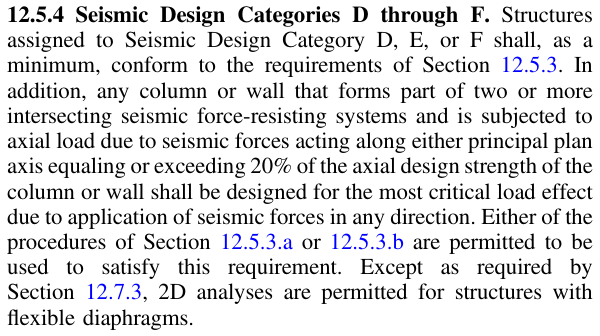 12.5.4 Seismic Design Categories D through F. Structures
assigned to Seismic Design Category D, E, or F shall, as a
minimum, conform to the requirements of Section 12.5.3. In
addition, any column or wall that forms part of two or more
intersecting seismic force-resisting systems and is subjected to
axial load due to seismic forces acting along either principal plan
axis equaling or exceeding 20% of the axial design strength of the
column or wall shall be designed for the most critical load effect
due to application of seismic forces in any direction. Either of the
procedures of Section 12.5.3.a or 12.5.3.b are permitted to be
used to satisfy this requirement. Except as required by
Section 12.7.3, 2D analyses are permitted for structures with
flexible diaphragms.